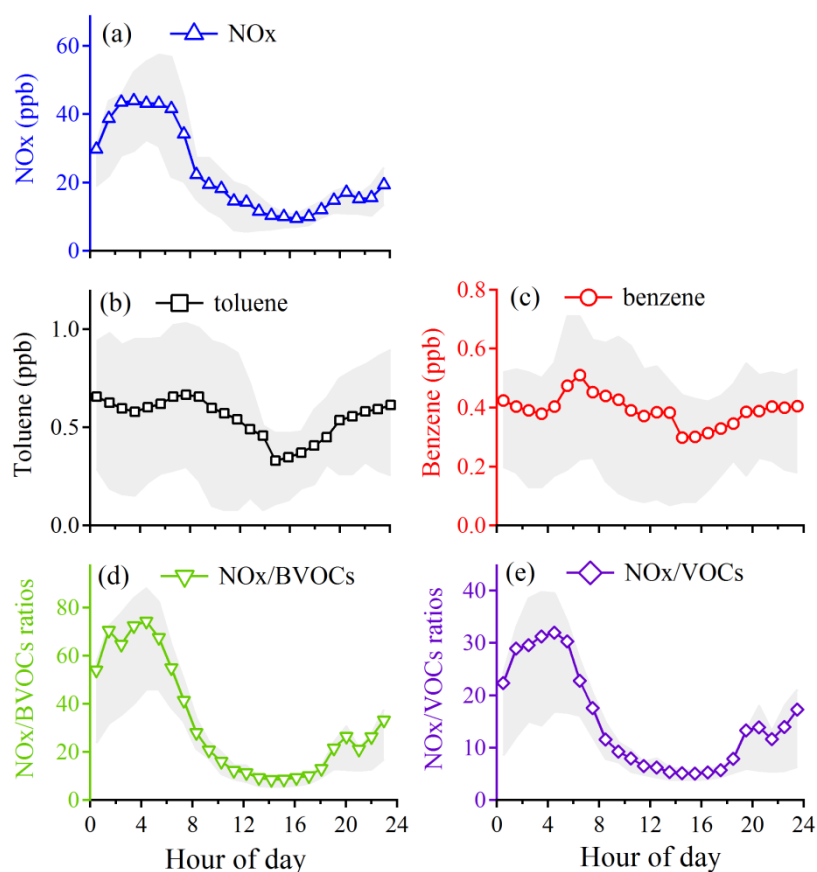 (a) NOx
NOx (ppb)
60
40
20
0
(b) toluene
Toluene (ppb)
1.0
0.5
0.0
(c) benzene
Benzene (ppb)
0.8
0.6
0.4
0.2
0.0
(d) NOx/BVOCs
NOx/BVOCs ratios
80
60
40
20
0
0 4 8 12 16 20 24
Hour of day
(e) NOx/VOCs
NOx/VOCs ratios
40
30
20
10
0
0 4 8 12 16 20 24
Hour of day